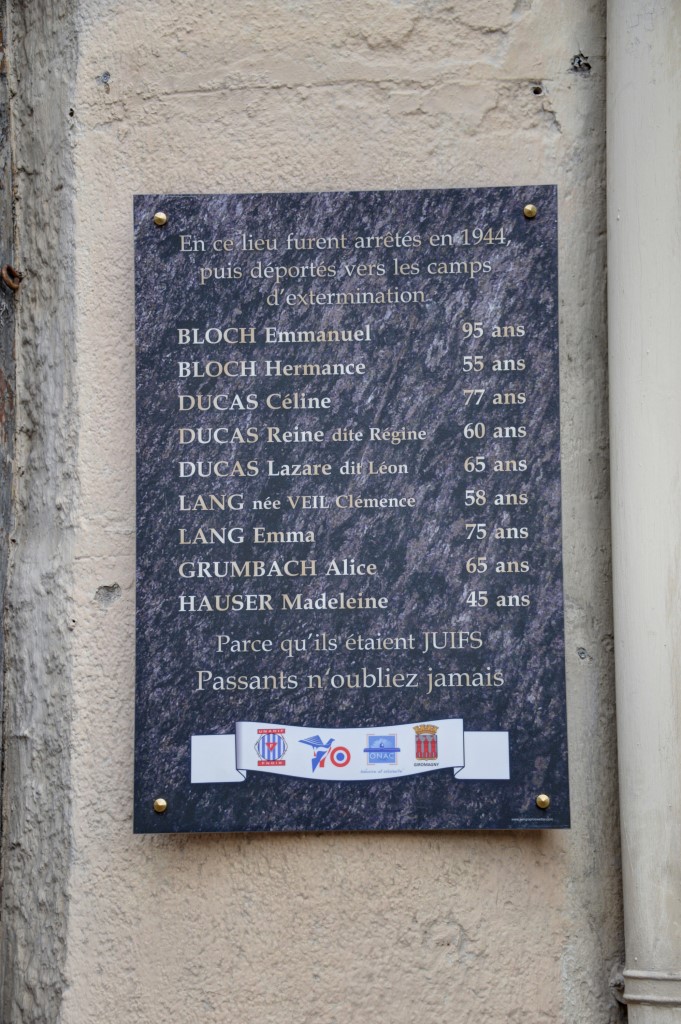 En ce lieu furent arrêtés en 1944,
puis déportés vers les camps
d'extermination
BLOCH Emmanuel 95 ans
BLOCH Hermance 55 ans
DUCAS Céline 77 ans
DUCAS Reine dite Régine 60 ans
DUCAS Lazare dit Léon 65 ans
LANG née VEIL Clémence 58 ans
LANG Emma 75 ans
GRUMBACH Alice 65 ans
HAUSER Madeleine 45 ans
Parce qu'ils étaient JUIFS
Passants n'oubliez jamais
UNADIF
FNDIR
70
ONAC
GIROMAGNY